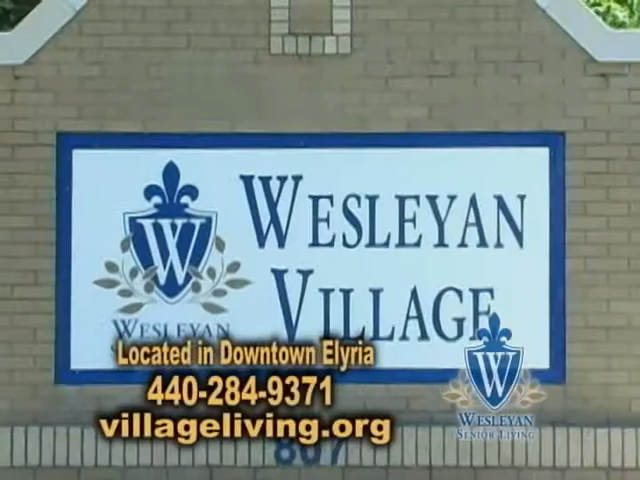 WESLEYAN
VILLAGE
W
WESLEYAN
Located in Downtown Elyria
440-284-9371
villageliving.org
807
W
WESLEYAN
SENIOR LIVING